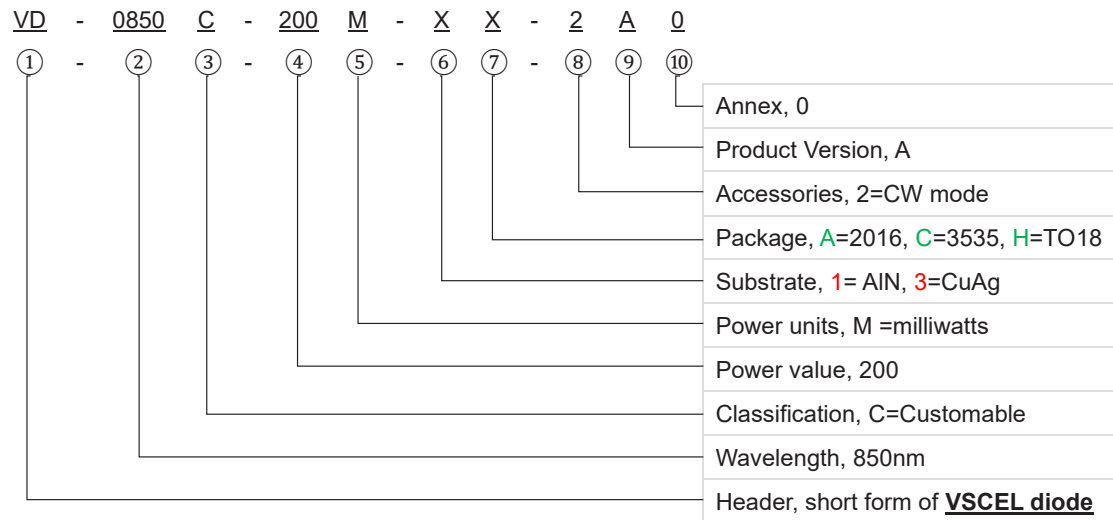 VD - 0850 C - 200 M - X X - 2 A 0
① - ② ③ - ④ ⑤ - ⑥ ⑦ - ⑧ ⑨ ⑩
Annex, 0
Product Version, A
Accessories, 2=CW mode
Package, A=2016, C=3535, H=TO18
Substrate, 1= AlN, 3=CuAg
Power units, M =milliwatts
Power value, 200
Classification, C=Customable
Wavelength, 850nm
Header, short form of VSCEL diode